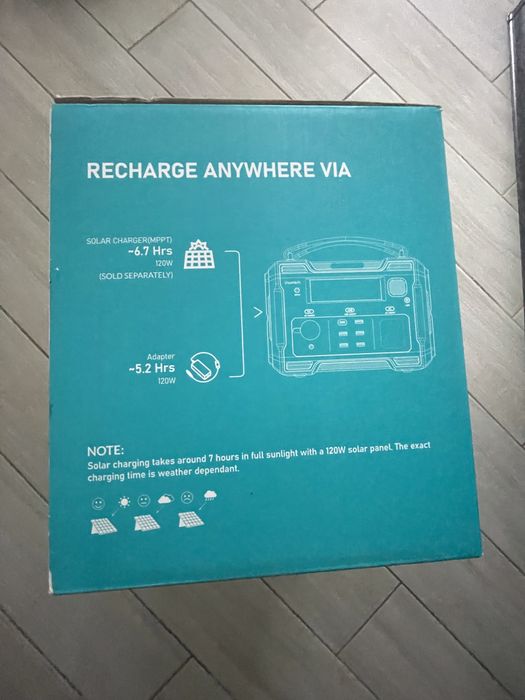 RECHARGE ANYWHERE VIA
SOLAR CHARGER(MPPT)
~6.7 Hrs
120W
(SOLD SEPARATELY)
Adapter
~5.2 Hrs
120W
NOTE:
Solar charging takes around 7 hours in full sunlight with a 120W solar panel. The exact
charging time is weather dependant.